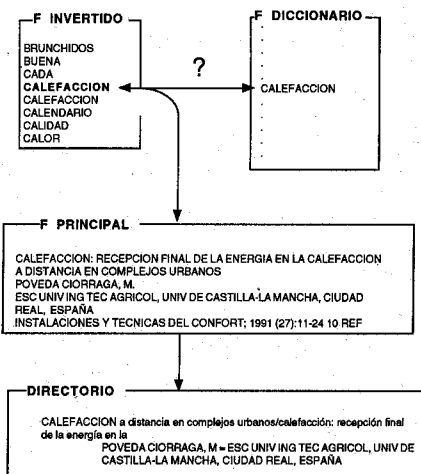 F INVERTIDO
BRUNCHIDOS
BUENA
CADA
CALEFACCION
CALEFACCION
CALENDARIO
CALIDAD
CALOR
?
F DICCIONARIO
CALEFACCION
F PRINCIPAL
CALEFACCION: RECEPCION FINAL DE LA ENERGIA EN LA CALEFACCION
A DISTANCIA EN COMPLEJOS URBANOS
POVEDA CIORRAGA, M.
ESC UNIV ING TEC AGRICOL, UNIV DE CASTILLA-LA MANCHA, CIUDAD
REAL, ESPAÑA
INSTALACIONES Y TECNICAS DEL CONFORT; 1991 (27):11-24 10 REF
DIRECTORIO
CALEFACCION a distancia en complejos urbanos/calefacción: recepción final
de la energía en la
POVEDA CIORRAGA, M = ESC UNIV ING TEC AGRICOL, UNIV DE
CASTILLA-LA MANCHA, CIUDAD REAL, ESPAÑA